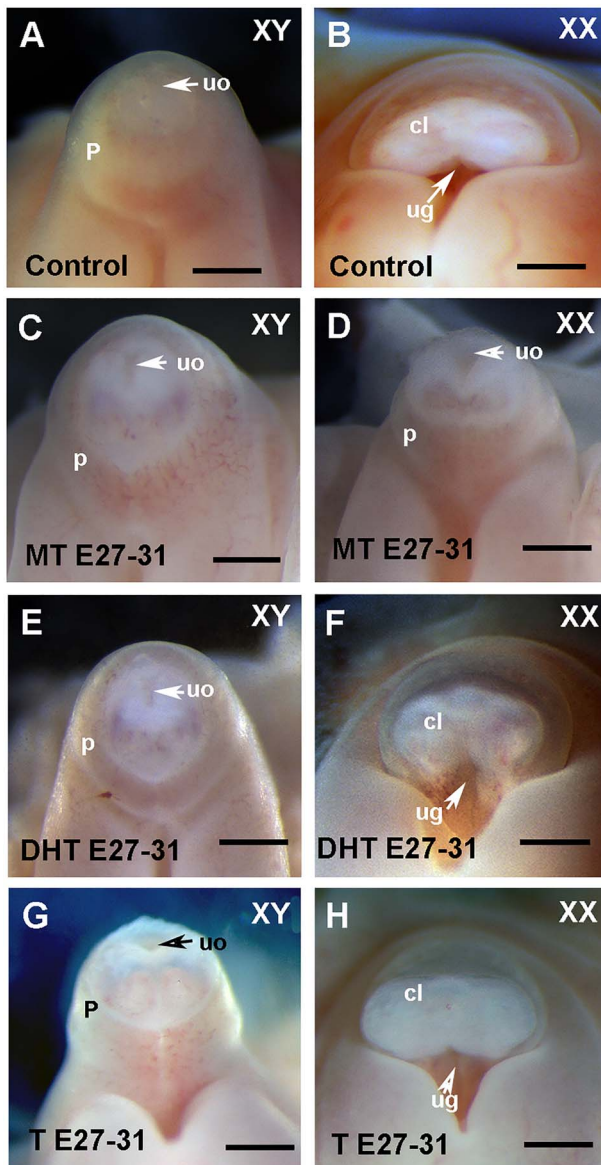 A XY
uo
P
Control
B XX
cl
ug
Control
C XY
uo
p
MT E27-31
D XX
uo
p
MT E27-31
E XY
uo
p
DHT E27-31
F XX
cl
ug
DHT E27-31
G XY
uo
P
T E27-31
H XX
cl
ug
T E27-31